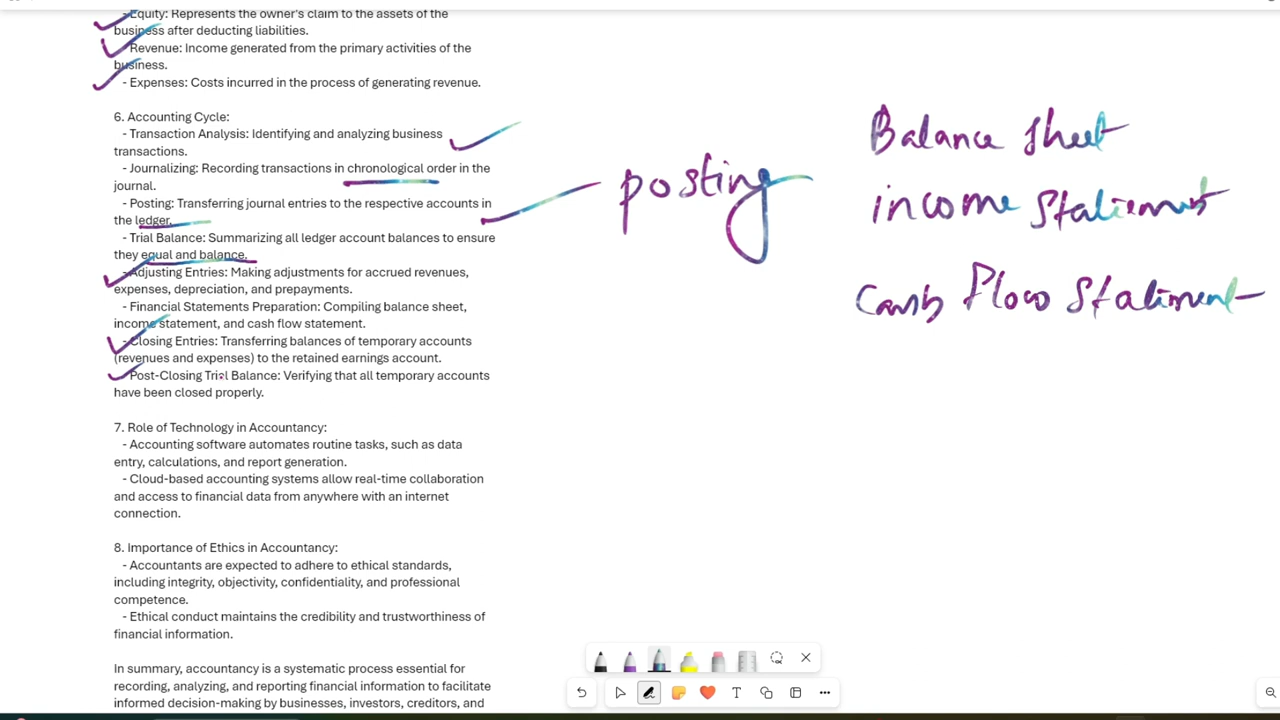 - Equity: Represents the owner's claim to the assets of the
business after deducting liabilities.
- Revenue: Income generated from the primary activities of the
business.
- Expenses: Costs incurred in the process of generating revenue.
6. Accounting Cycle:
- Transaction Analysis: Identifying and analyzing business
transactions.
- Journalizing: Recording transactions in chronological order in the
journal.
- Posting: Transferring journal entries to the respective accounts in
the ledger.
- Trial Balance: Summarizing all ledger account balances to ensure
they equal and balance.
- Adjusting Entries: Making adjustments for accrued revenues,
expenses, depreciation, and prepayments.
- Financial Statements Preparation: Compiling balance sheet,
income statement, and cash flow statement.
- Closing Entries: Transferring balances of temporary accounts
(revenues and expenses) to the retained earnings account.
- Post-Closing Trial Balance: Verifying that all temporary accounts
have been closed properly.
7. Role of Technology in Accountancy:
- Accounting software automates routine tasks, such as data
entry, calculations, and report generation.
- Cloud-based accounting systems allow real-time collaboration
and access to financial data from anywhere with an internet
connection.
8. Importance of Ethics in Accountancy:
- Accountants are expected to adhere to ethical standards,
including integrity, objectivity, confidentiality, and professional
competence.
- Ethical conduct maintains the credibility and trustworthiness of
financial information.
In summary, accountancy is a systematic process essential for
recording, analyzing, and reporting financial information to facilitate
informed decision-making by businesses, investors, creditors, and
posting
Balance sheet
income statement
Cash Flow Statement